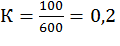 К = 100/600 = 0,2